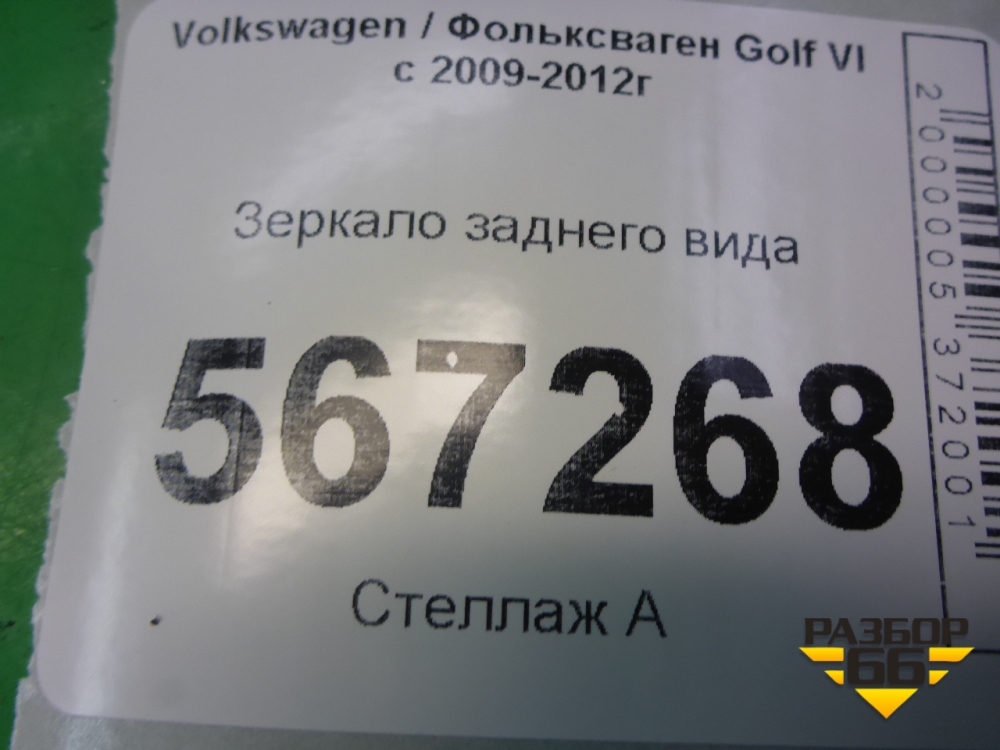 Volkswagen / Фольксваген Golf VI
с 2009-2012г
Зеркало заднего вида
567268
Стеллаж А
2000005372001
РАЗБОР
66